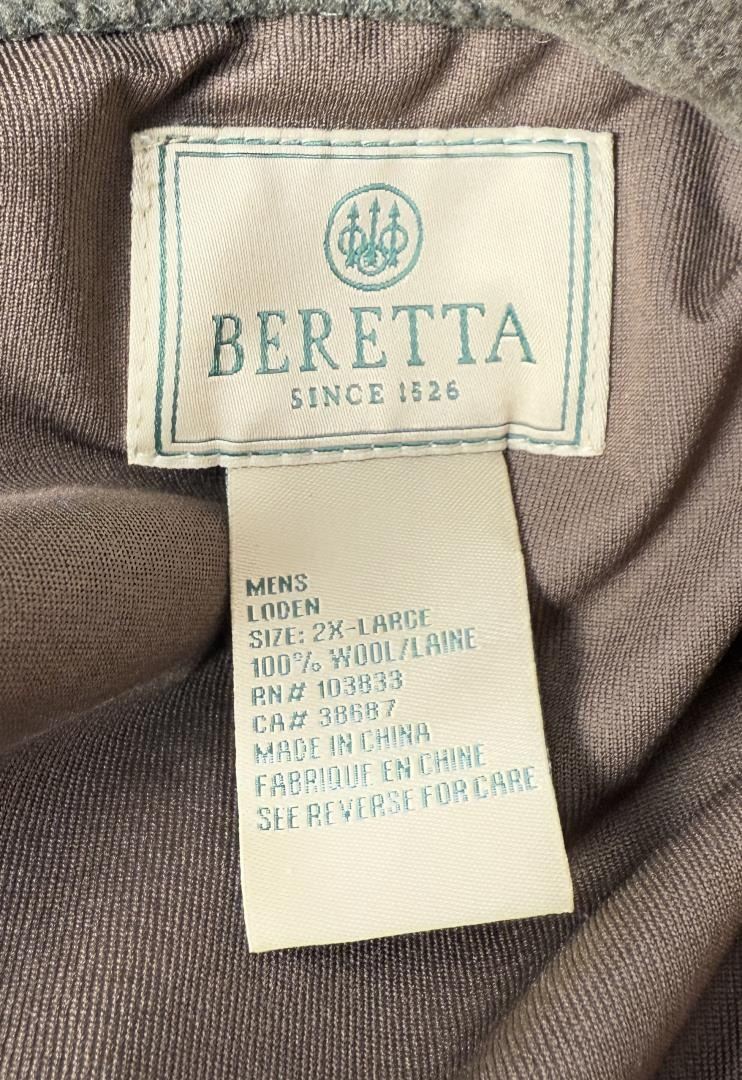 BERETTA
SINCE 1526
MENS
LODEN
SIZE: 2X-LARGE
100% WOOL/LAINE
RN# 103833
CA# 38687
MADE IN CHINA
FABRIQUE EN CHINE
SEE REVERSE FOR CARE